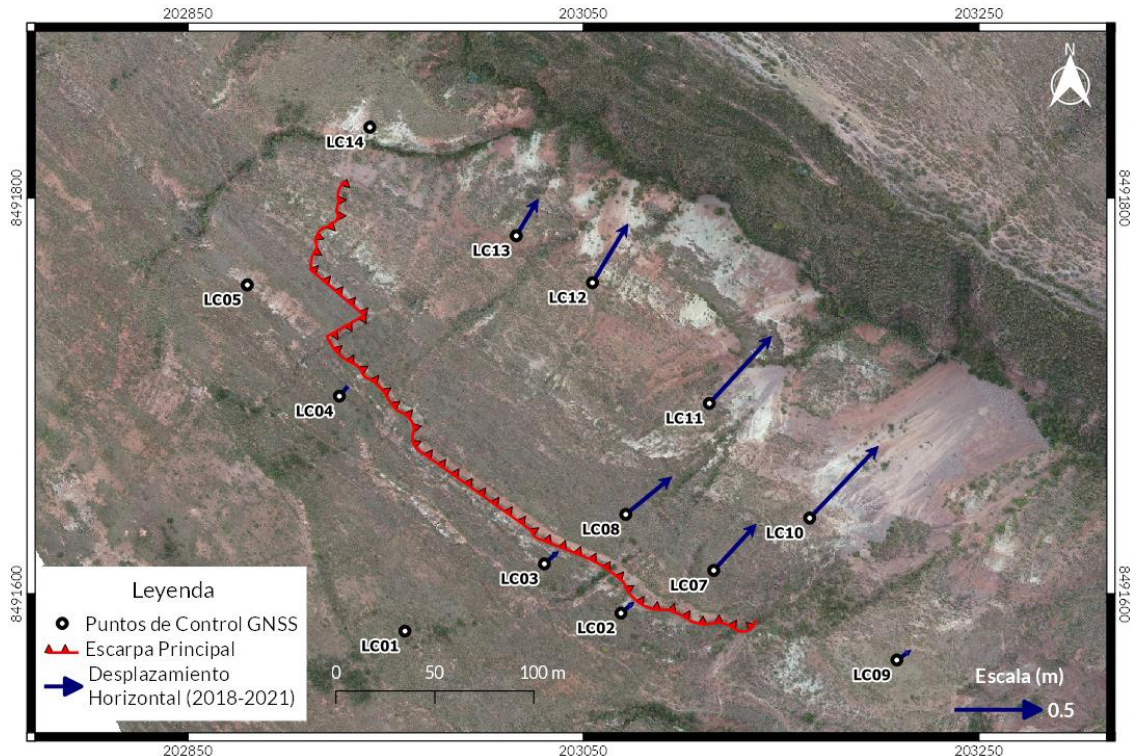 202850 203050 203250
N
LC14
8491800 8491800
LC13
LC12
LC05
LC04
LC11
LC08
LC10
LC03
LC07
8491600 8491600
LC02
LC01
LC09
Leyenda
Puntos de Control GNSS
Escarpa Principal
Desplazamiento
Horizontal (2018-2021)
0 50 100 m
Escala (m)
0.5
202850 203050 203250